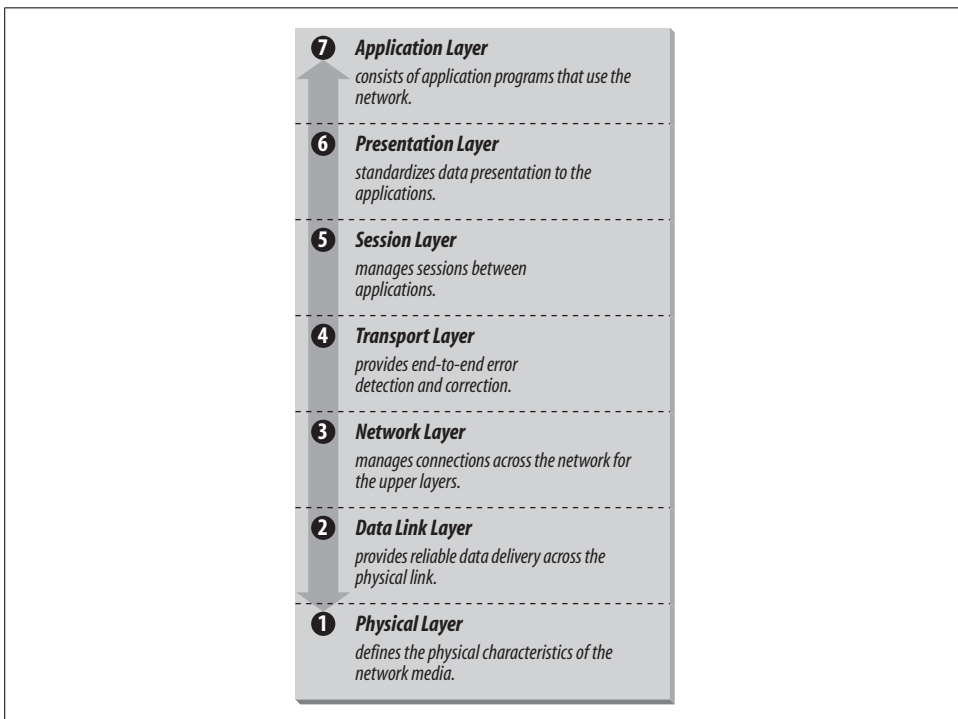 7 Application Layer
consists of application programs that use the
network.
6 Presentation Layer
standardizes data presentation to the
applications.
5 Session Layer
manages sessions between
applications.
4 Transport Layer
provides end-to-end error
detection and correction.
3 Network Layer
manages connections across the network for
the upper layers.
2 Data Link Layer
provides reliable data delivery across the
physical link.
1 Physical Layer
defines the physical characteristics of the
network media.